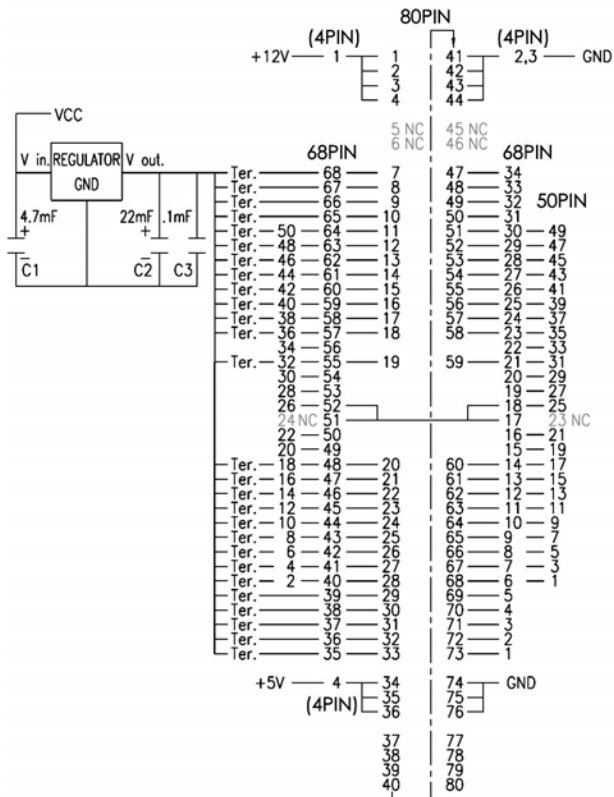 80PIN
(4PIN) (4PIN)
+12V 1 1 41 2,3 GND
2 42
3 43
4 44
VCC
5 NC 45 NC
6 NC 46 NC
68PIN 68PIN
V in. REGULATOR V out.
GND
Ter. 68 7 47 34
Ter. 67 8 48 33
50PIN
Ter. 66 9 49 32
Ter. 65 10 50 31
4.7mF 22mF .1mF
+ +
Ter. 50 64 11 51 30 49
Ter. 48 63 12 52 29 47
Ter. 46 62 13 53 28 45
C1 C2 C3
Ter. 44 61 14 54 27 43
Ter. 42 60 15 55 26 41
Ter. 40 59 16 56 25 39
Ter. 38 58 17 57 24 37
Ter. 36 57 18 58 23 35
34 56 22 33
Ter. 32 55 19 59 21 31
30 54 20 29
28 53 19 27
26 52 18 25
24 NC 51 17 23 NC
22 50 16 21
20 49 15 19
Ter. 18 48 20 60 14 17
Ter. 16 47 21 61 13 15
Ter. 14 46 22 62 12 13
Ter. 12 45 23 63 11 11
Ter. 10 44 24 64 10 9
Ter. 8 43 25 65 9 7
Ter. 6 42 26 66 8 5
Ter. 4 41 27 67 7 3
Ter. 2 40 28 68 6 1
Ter. 39 29 69 5
Ter. 38 30 70 4
Ter. 37 31 71 3
Ter. 36 32 72 2
Ter. 35 33 73 1
+5V 4 34 74 GND
35 75
(4PIN) 36 76
37 77
38 78
39 79
40 80